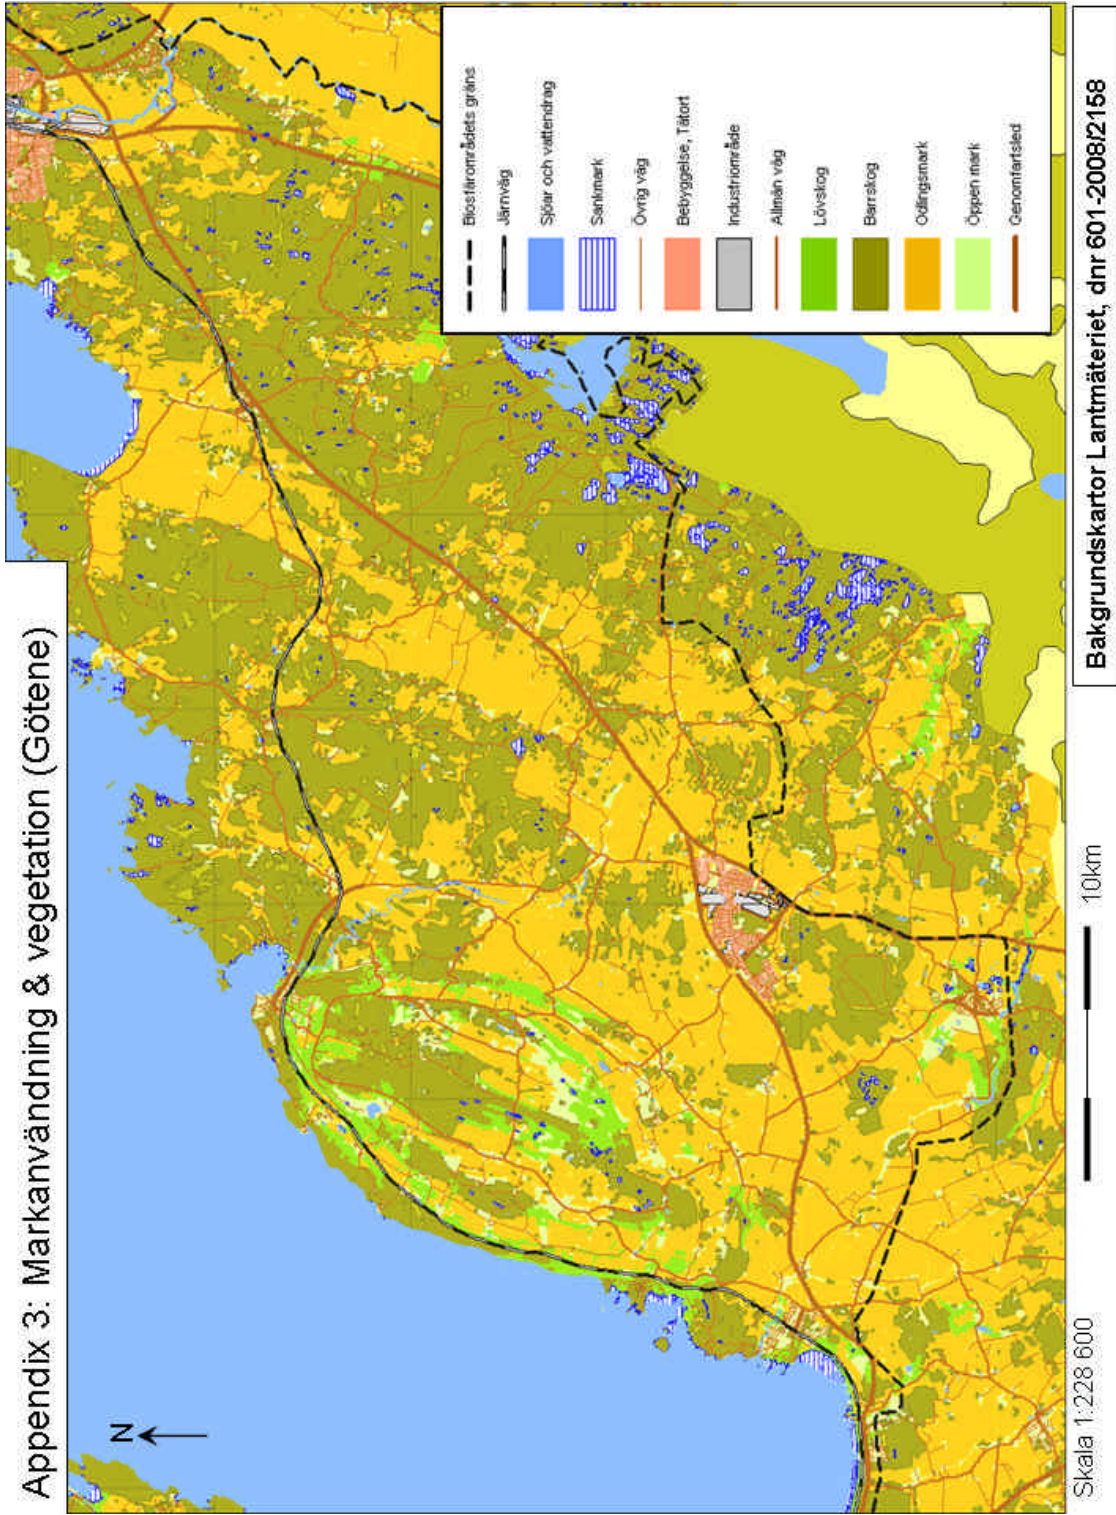 Appendix 3: Markanvändning & vegetation (Götene)
N
Biosfärområdets gräns
Järnväg
Sjöar och vattendrag
Sankmark
Övrig väg
Bebyggelse, Tätort
Industriområde
Allmän väg
Lövskog
Barrskog
Odlingsmark
Öppen mark
Genomfartsled
Skala 1:228 600
10km
Bakgrundskartor Lantmäteriet, dnr 601-2008/2158